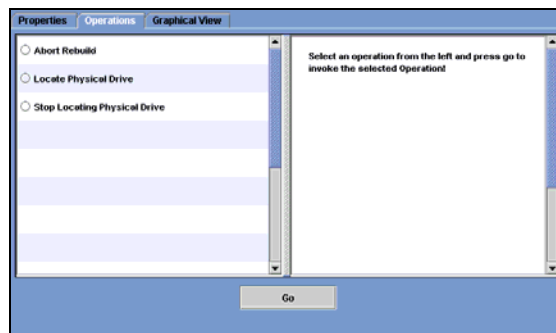 Properties Operations Graphical View
Abort Rebuild
Locate Physical Drive
Stop Locating Physical Drive
Select an operation from the left and press go to
invoke the selected Operation!
Go